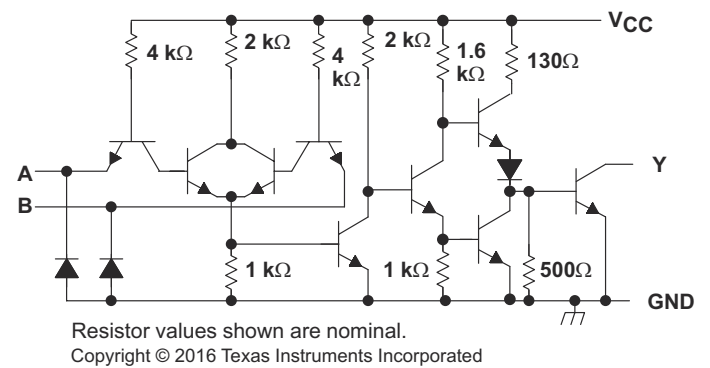 VCC
4 kΩ
2 kΩ
4
kΩ
2 kΩ
1.6
kΩ
130Ω
A
Y
B
1 kΩ
1 kΩ
500Ω
GND
Resistor values shown are nominal.
Copyright © 2016 Texas Instruments Incorporated